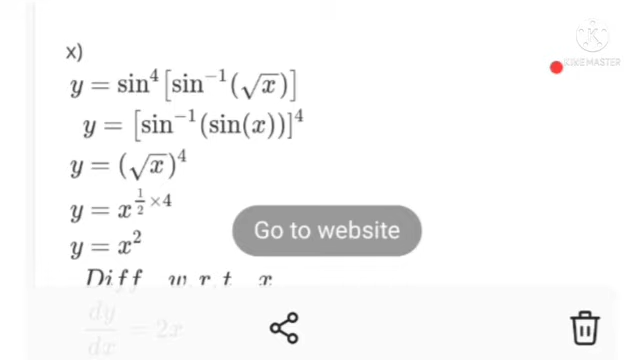 x)
y = sin⁴[sin⁻¹(√x)]
y = [sin⁻¹(sin(x))]⁴
y = (√x)⁴
y = x^{1/2 × 4}
y = x²
Diff w.r.t x
dy/dx = 2x
Go to website
KINEMASTER